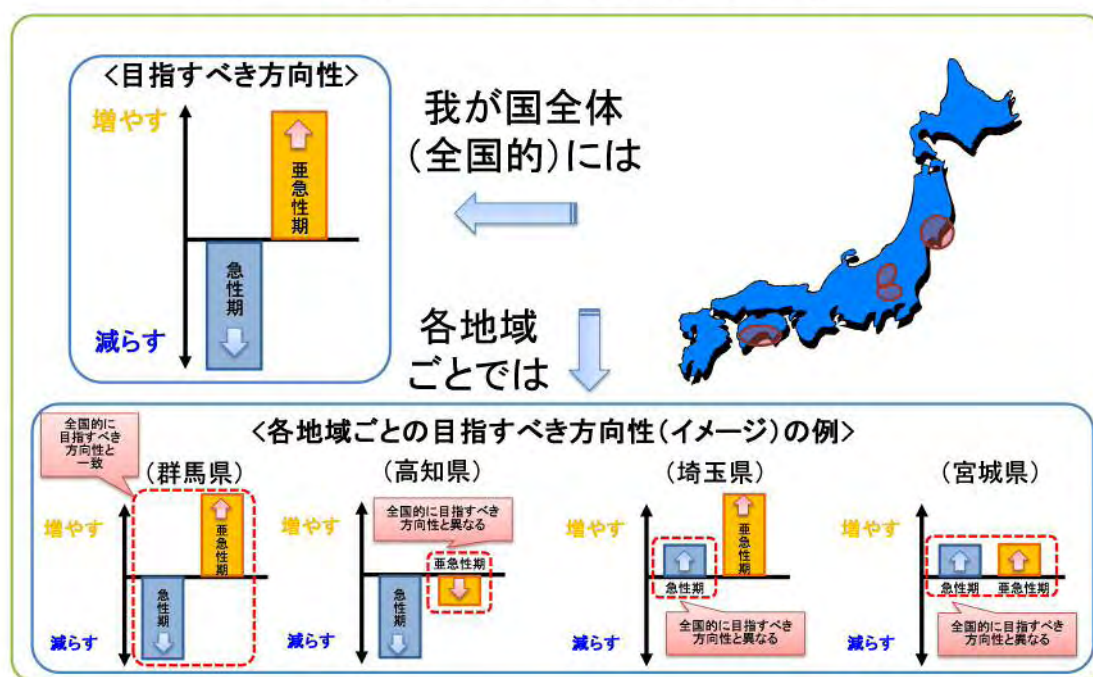 <目指すべき方向性>
増やす
亜急性期
急性期
減らす
我が国全体
(全国的)には
各地域
ごとでは
<各地域ごとの目指すべき方向性(イメージ)の例>
全国的に
目指すべき
方向性と
一致
(群馬県)
増やす
亜急性期
急性期
減らす
(高知県)
全国的に目指すべき
方向性と異なる
増やす
亜急性期
急性期
減らす
(埼玉県)
増やす
亜急性期
急性期
減らす
全国的に目指すべき
方向性と異なる
(宮城県)
増やす
急性期
亜急性期
減らす
全国的に目指すべき
方向性と異なる